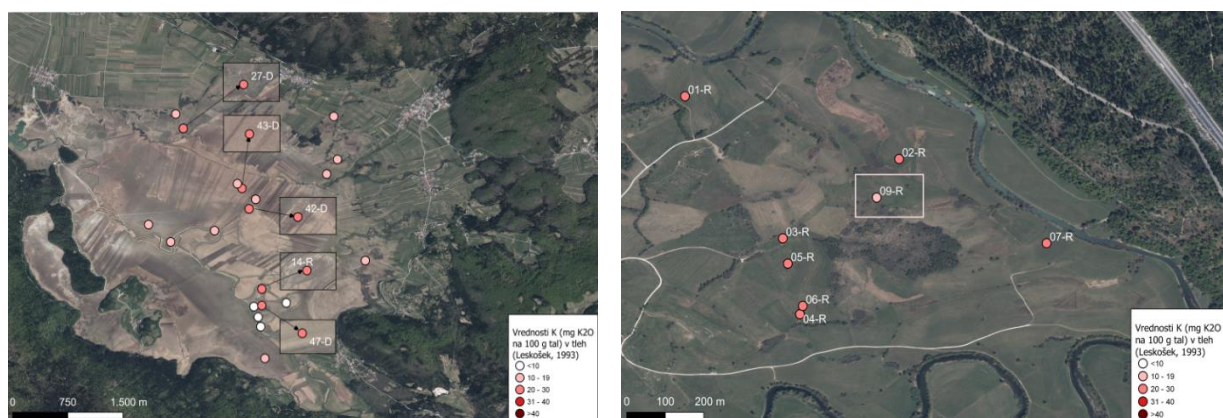 27-D
43-D
42-D
14-R
47-D
Vrednosti K (mg K2O
na 100 g tal) v tleh
(Leskošek, 1993)
<10
10 - 19
20 - 30
31 - 40
>40
0 750 1.500 m
01-R
02-R
09-R
03-R
07-R
05-R
06-R
04-R
Vrednosti K (mg K2O
na 100 g tal) v tleh
(Leskošek, 1993)
<10
10 - 19
20 - 30
31 - 40
>40
0 100 200 m